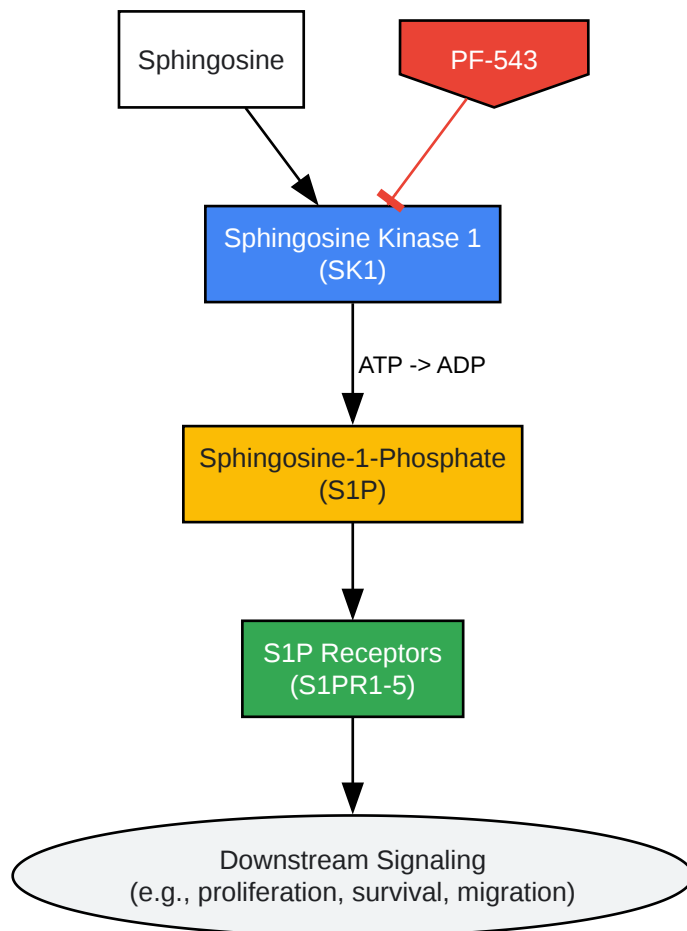 Sphingosine
PF-543
Sphingosine Kinase 1
(SK1)
ATP -> ADP
Sphingosine-1-Phosphate
(S1P)
S1P Receptors
(S1PR1-5)
Downstream Signaling
(e.g., proliferation, survival, migration)